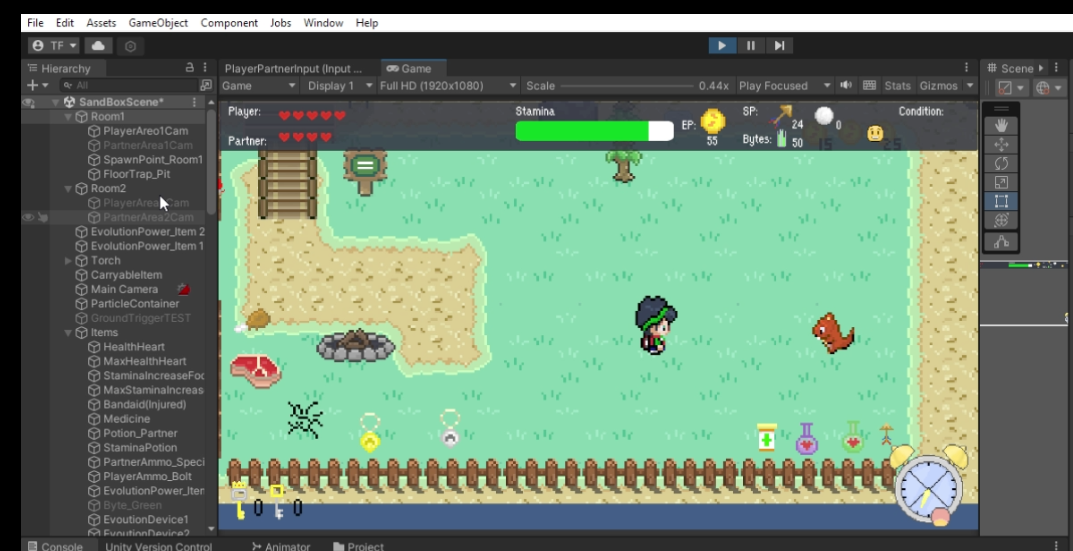 File Edit Assets GameObject Component Jobs Window Help
TF
Hierarchy
PlayerPartnerInput (Input ...
Game
Scene
All
Game
Display 1
Full HD (1920x1080)
Scale
0.44x
Play Focused
Stats
Gizmos
SandBoxScene*
Room1
PlayerAreo1Cam
PartnerArea1Cam
SpawnPoint_Room1
FloorTrap_Pit
Room2
PartnerArea2Cam
EvolutionPower_Item 2
EvolutionPower_Item 1
Torch
CarryableItem
Main Camera
ParticleContainer
GroundTriggerTEST
Items
HealthHeart
MaxHealthHeart
StaminaIncreaseFoo
MaxStaminaIncreas
Bandaid(Injured)
Medicine
Potion_Partner
StaminaPotion
PartnerAmmo_Speci
PlayerAmmo_Bolt
EvolutionPower_Iten
Byte_Green
EvoutionDevice1
EvoutionDevice2
Player:
Partner:
Stamina
EP:
55
SP:
24
0
Bytes:
50
15
25
Condition:
0
0
Console
Unity Version Control
Animator
Project